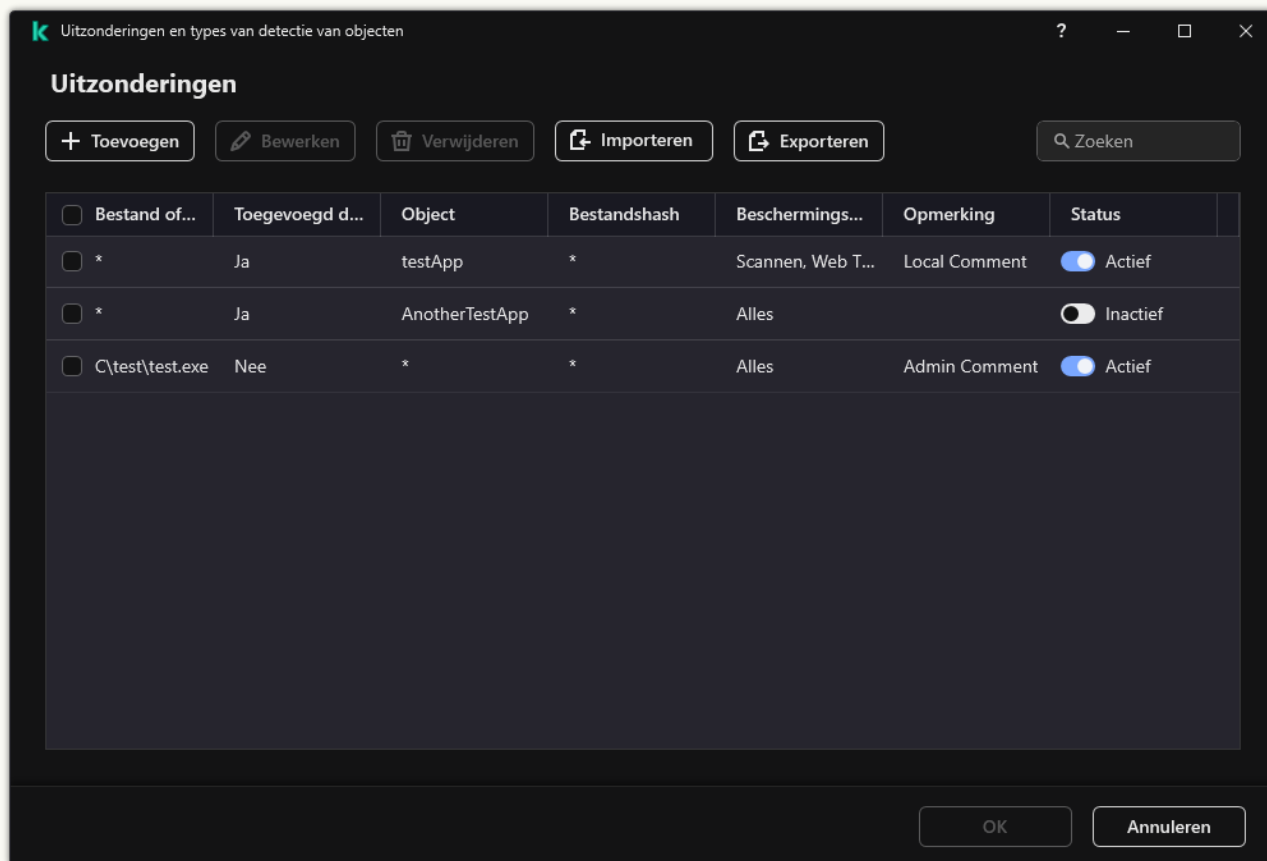 Uitzonderingen en types van detectie van objecten ?
Uitzonderingen
Toevoegen Bewerken Verwijderen Importeren Exporteren Zoeken
Bestand of... Toegevoegd d... Object Bestandshash Beschermings... Opmerking Status
* Ja testApp * Scannen, Web T... Local Comment Actief
* Ja AnotherTestApp * Alles Inactief
C\test\test.exe Nee * * Alles Admin Comment Actief
OK Annuleren